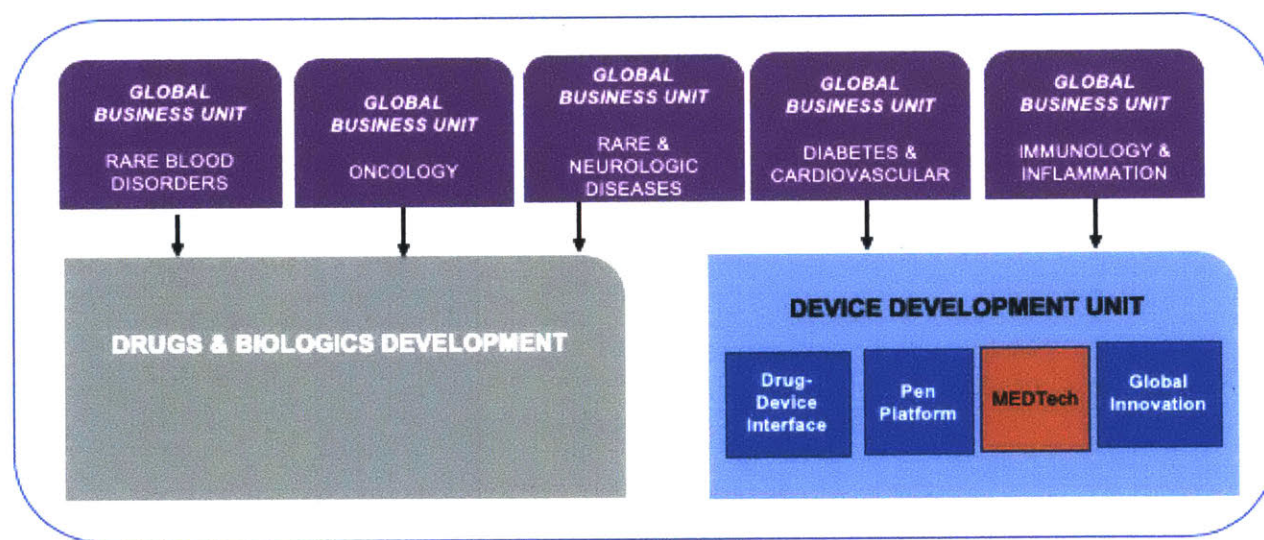 GLOBAL
BUSINESS UNIT
RARE BLOOD
DISORDERS
GLOBAL
BUSINESS UNIT
ONCOLOGY
GLOBAL
BUSINESS UNIT
RARE &
NEUROLOGIC
DISEASES
GLOBAL
BUSINESS UNIT
DIABETES &
CARDIOVASCULAR
GLOBAL
BUSINESS UNIT
IMMUNOLOGY &
INFLAMMATION
DRUGS & BIOLOGICS DEVELOPMENT
DEVICE DEVELOPMENT UNIT
Drug-
Device
Interface
Pen
Platform
MEDTech
Global
Innovation